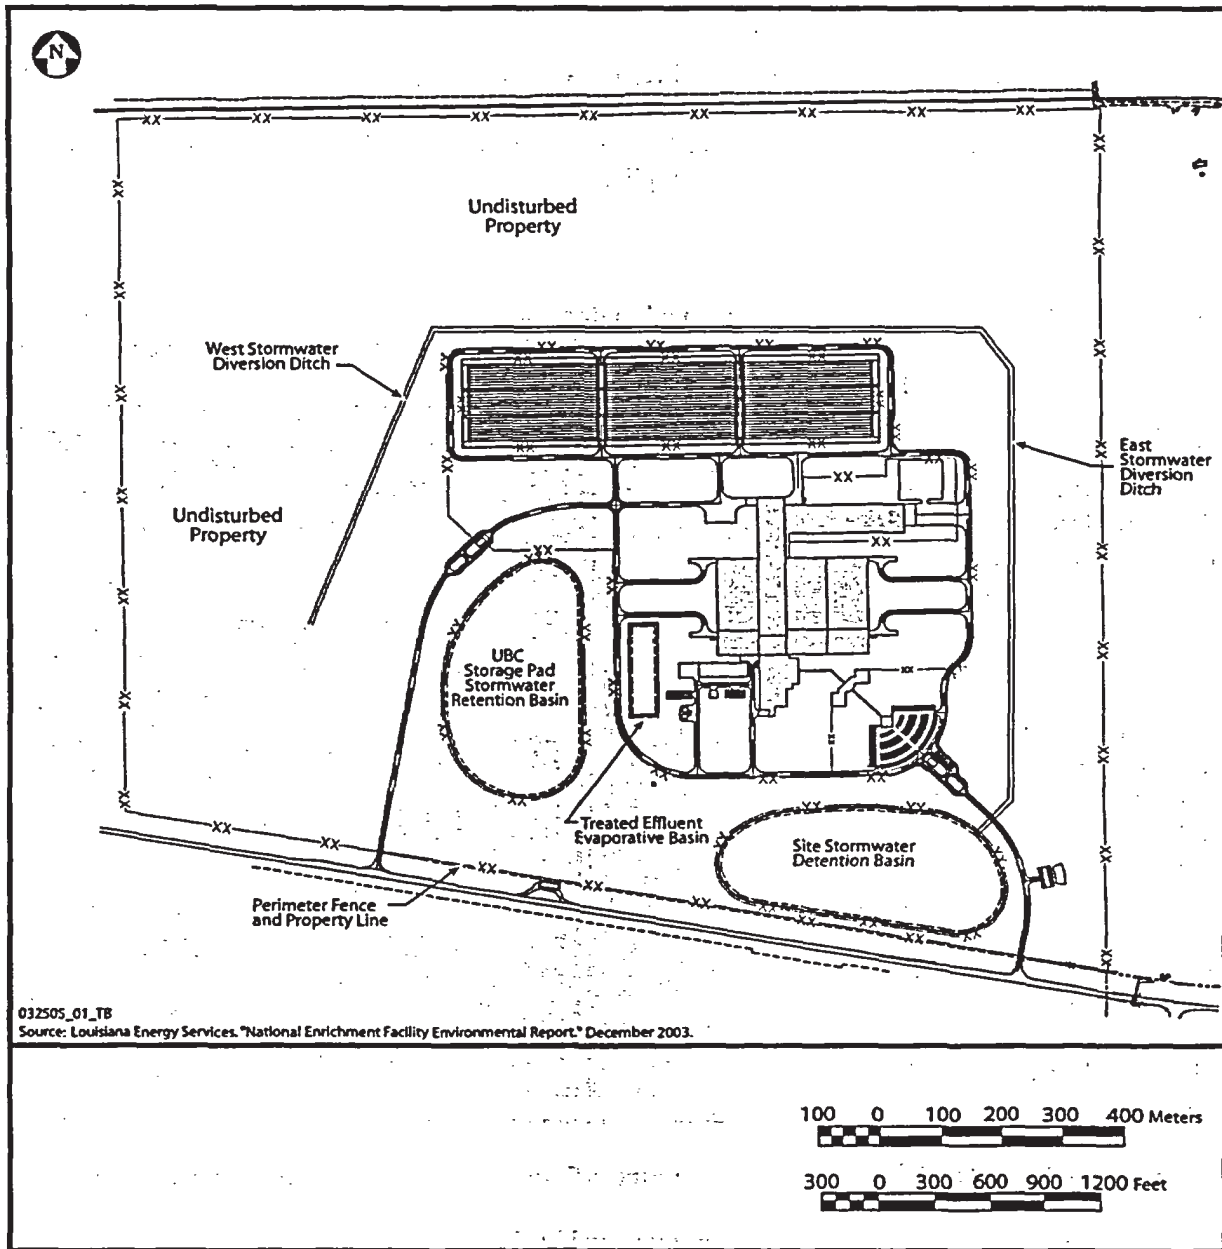 N
Undisturbed
Property
West Stormwater
Diversion Ditch
East
Stormwater
Diversion
Ditch
Undisturbed
Property
UBC
Storage Pad
Stormwater
Retention Basin
Treated Effluent
Evaporative Basin
Site Stormwater
Detention Basin
Perimeter Fence
and Property Line
032505_01_TB
Source: Louisiana Energy Services. "National Enrichment Facility Environmental Report." December 2003.
100 0 100 200 300 400 Meters
300 0 300 600 900 1200 Feet